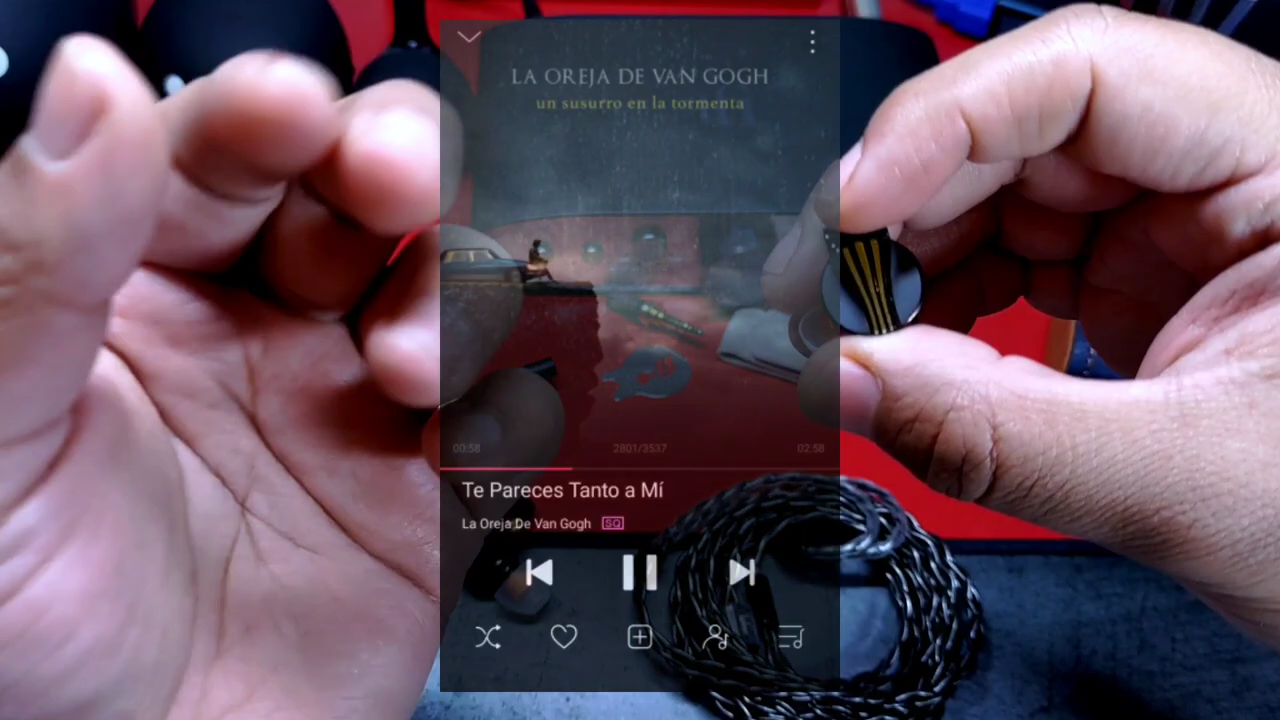 LA OREJA DE VAN GOGH
un susurro en la tormenta
00:58 2801/3537 02:58
Te Pareces Tanto a Mí
La Oreja De Van Gogh SQ